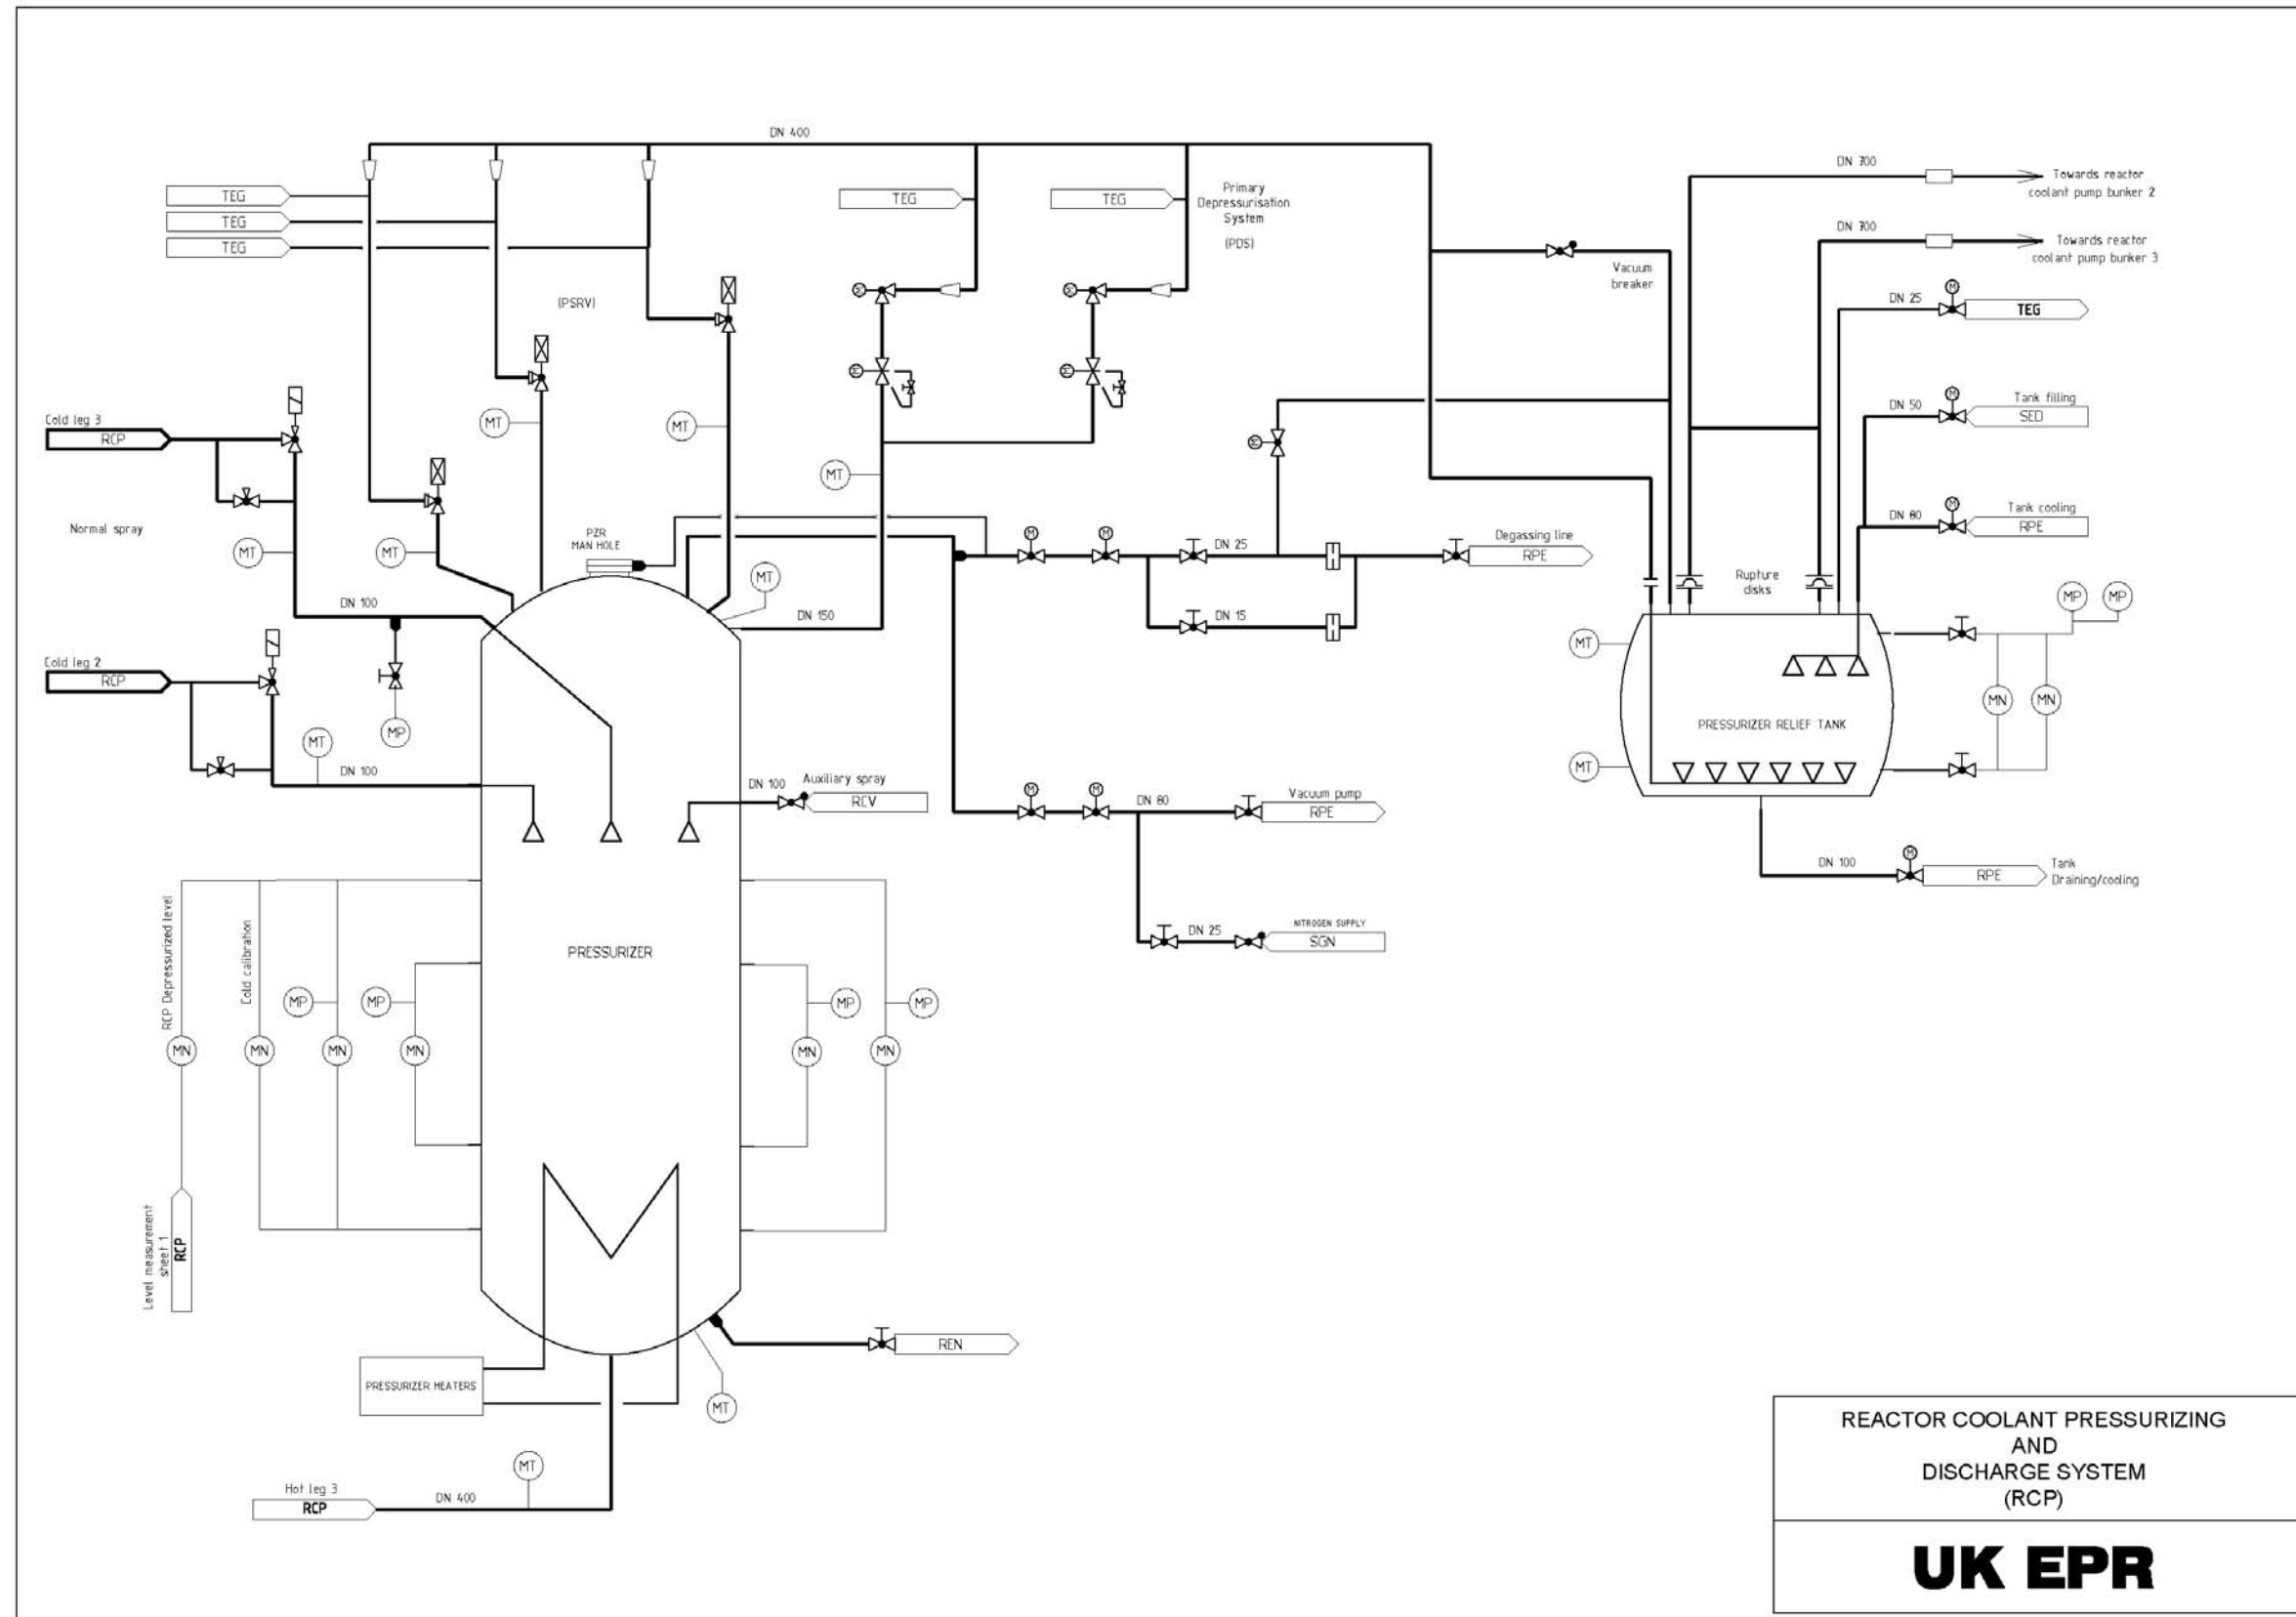 DN 400
DN 700
Towards reactor
coolant pump bunker 2
TEG
TEG
TEG
TEG
TEG
Primary
Depressurisation
System
(PDS)
DN 700
Towards reactor
coolant pump bunker 3
Vacuum
breaker
(PSRV)
M
M
M
DN 25
TEG
M
M
M
DN 50
Tank filling
SED
Cold leg 3
RCP
MT
MT
M
MT
M
DN 80
Tank cooling
RPE
Normal spray
MT
MT
PZR
MAN HOLE
M
M
DN 25
Degassing line
RPE
Rupture
disks
MT
DN 100
DN 150
DN 15
MP
MP
MT
Cold leg 2
RCP
MP
MN
MN
PRESSURIZER RELIEF TANK
MT
DN 100
MT
DN 100
Auxiliary spray
RCV
M
M
DN 80
Vacuum pump
RPE
M
DN 100
RPE
Tank
Draining/cooling
DN 25
NITROGEN SUPPLY
SGN
RCP Depressurized level
Cold calibration
PRESSURIZER
MP
MP
MP
MP
MN
MN
MN
MN
MN
MN
Level measurement
sheet 1
RCP
REN
PRESSURIZER HEATERS
MT
MT
Hot leg 3
RCP
DN 400
REACTOR COOLANT PRESSURIZING
AND
DISCHARGE SYSTEM
(RCP)
UK EPR